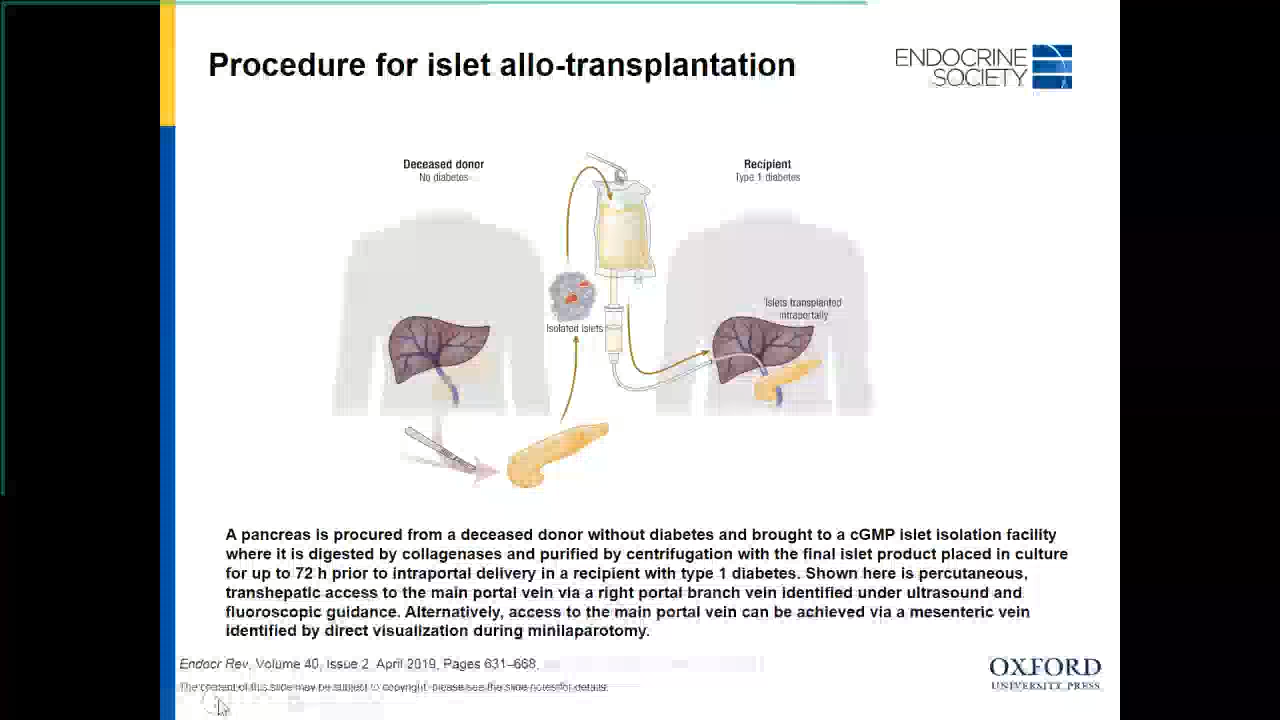 Procedure for islet allo-transplantation
ENDOCRINE
SOCIETY
Deceased donor
No diabetes
Recipient
Type 1 diabetes
Islets transplanted
intraportally
Isolated islets
A pancreas is procured from a deceased donor without diabetes and brought to a cGMP islet isolation facility
where it is digested by collagenases and purified by centrifugation with the final islet product placed in culture
for up to 72 h prior to intraportal delivery in a recipient with type 1 diabetes. Shown here is percutaneous,
transhepatic access to the main portal vein via a right portal branch vein identified under ultrasound and
fluoroscopic guidance. Alternatively, access to the main portal vein can be achieved via a mesenteric vein
identified by direct visualization during minilaparotomy.
Endocr Rev, Volume 40, Issue 2, April 2019, Pages 631–668,
The content of this slide may be subject to copyright: please see the slide notes for details.
OXFORD
UNIVERSITY PRESS